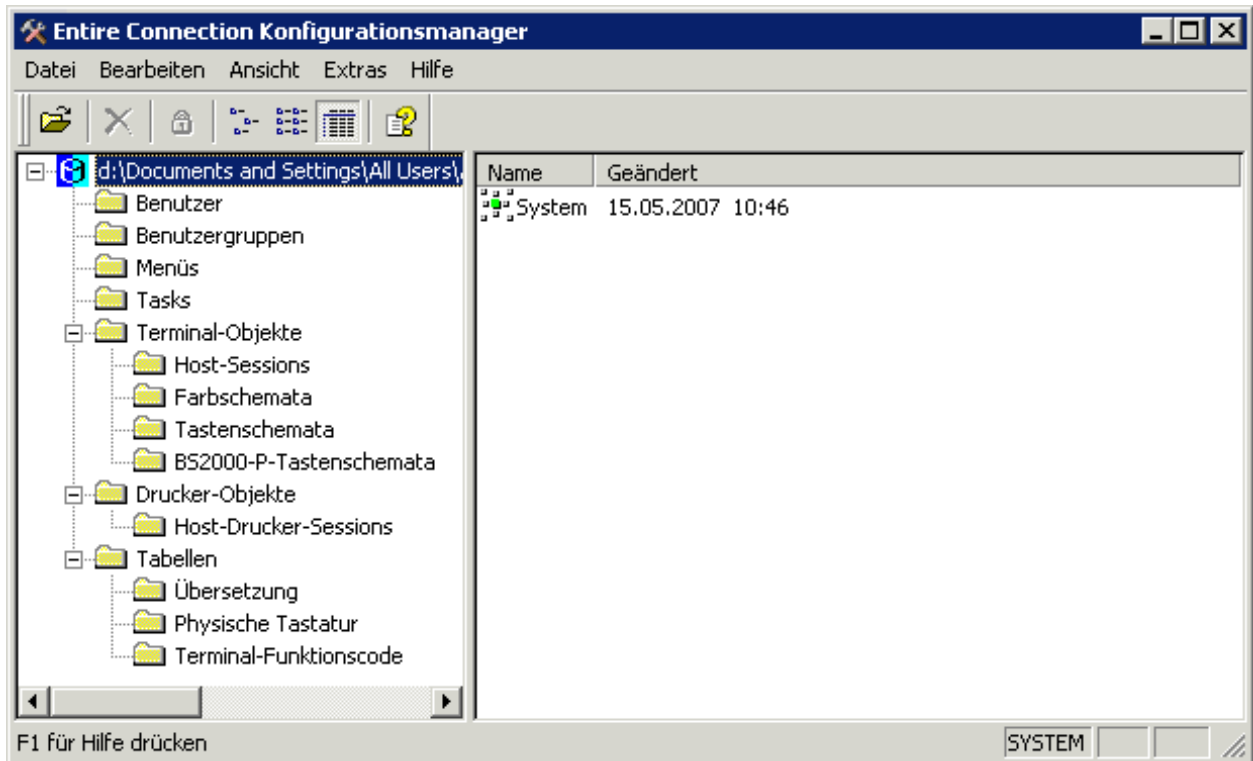 Entire Connection Konfigurationsmanager
Datei Bearbeiten Ansicht Extras Hilfe
d:\Documents and Settings\All Users\
Name Geändert
System 15.05.2007 10:46
Benutzer
Benutzergruppen
Menüs
Tasks
Terminal-Objekte
Host-Sessions
Farbschemata
Tastenschemata
BS2000-P-Tastenschemata
Drucker-Objekte
Host-Drucker-Sessions
Tabellen
Übersetzung
Physische Tastatur
Terminal-Funktionscode
F1 für Hilfe drücken
SYSTEM